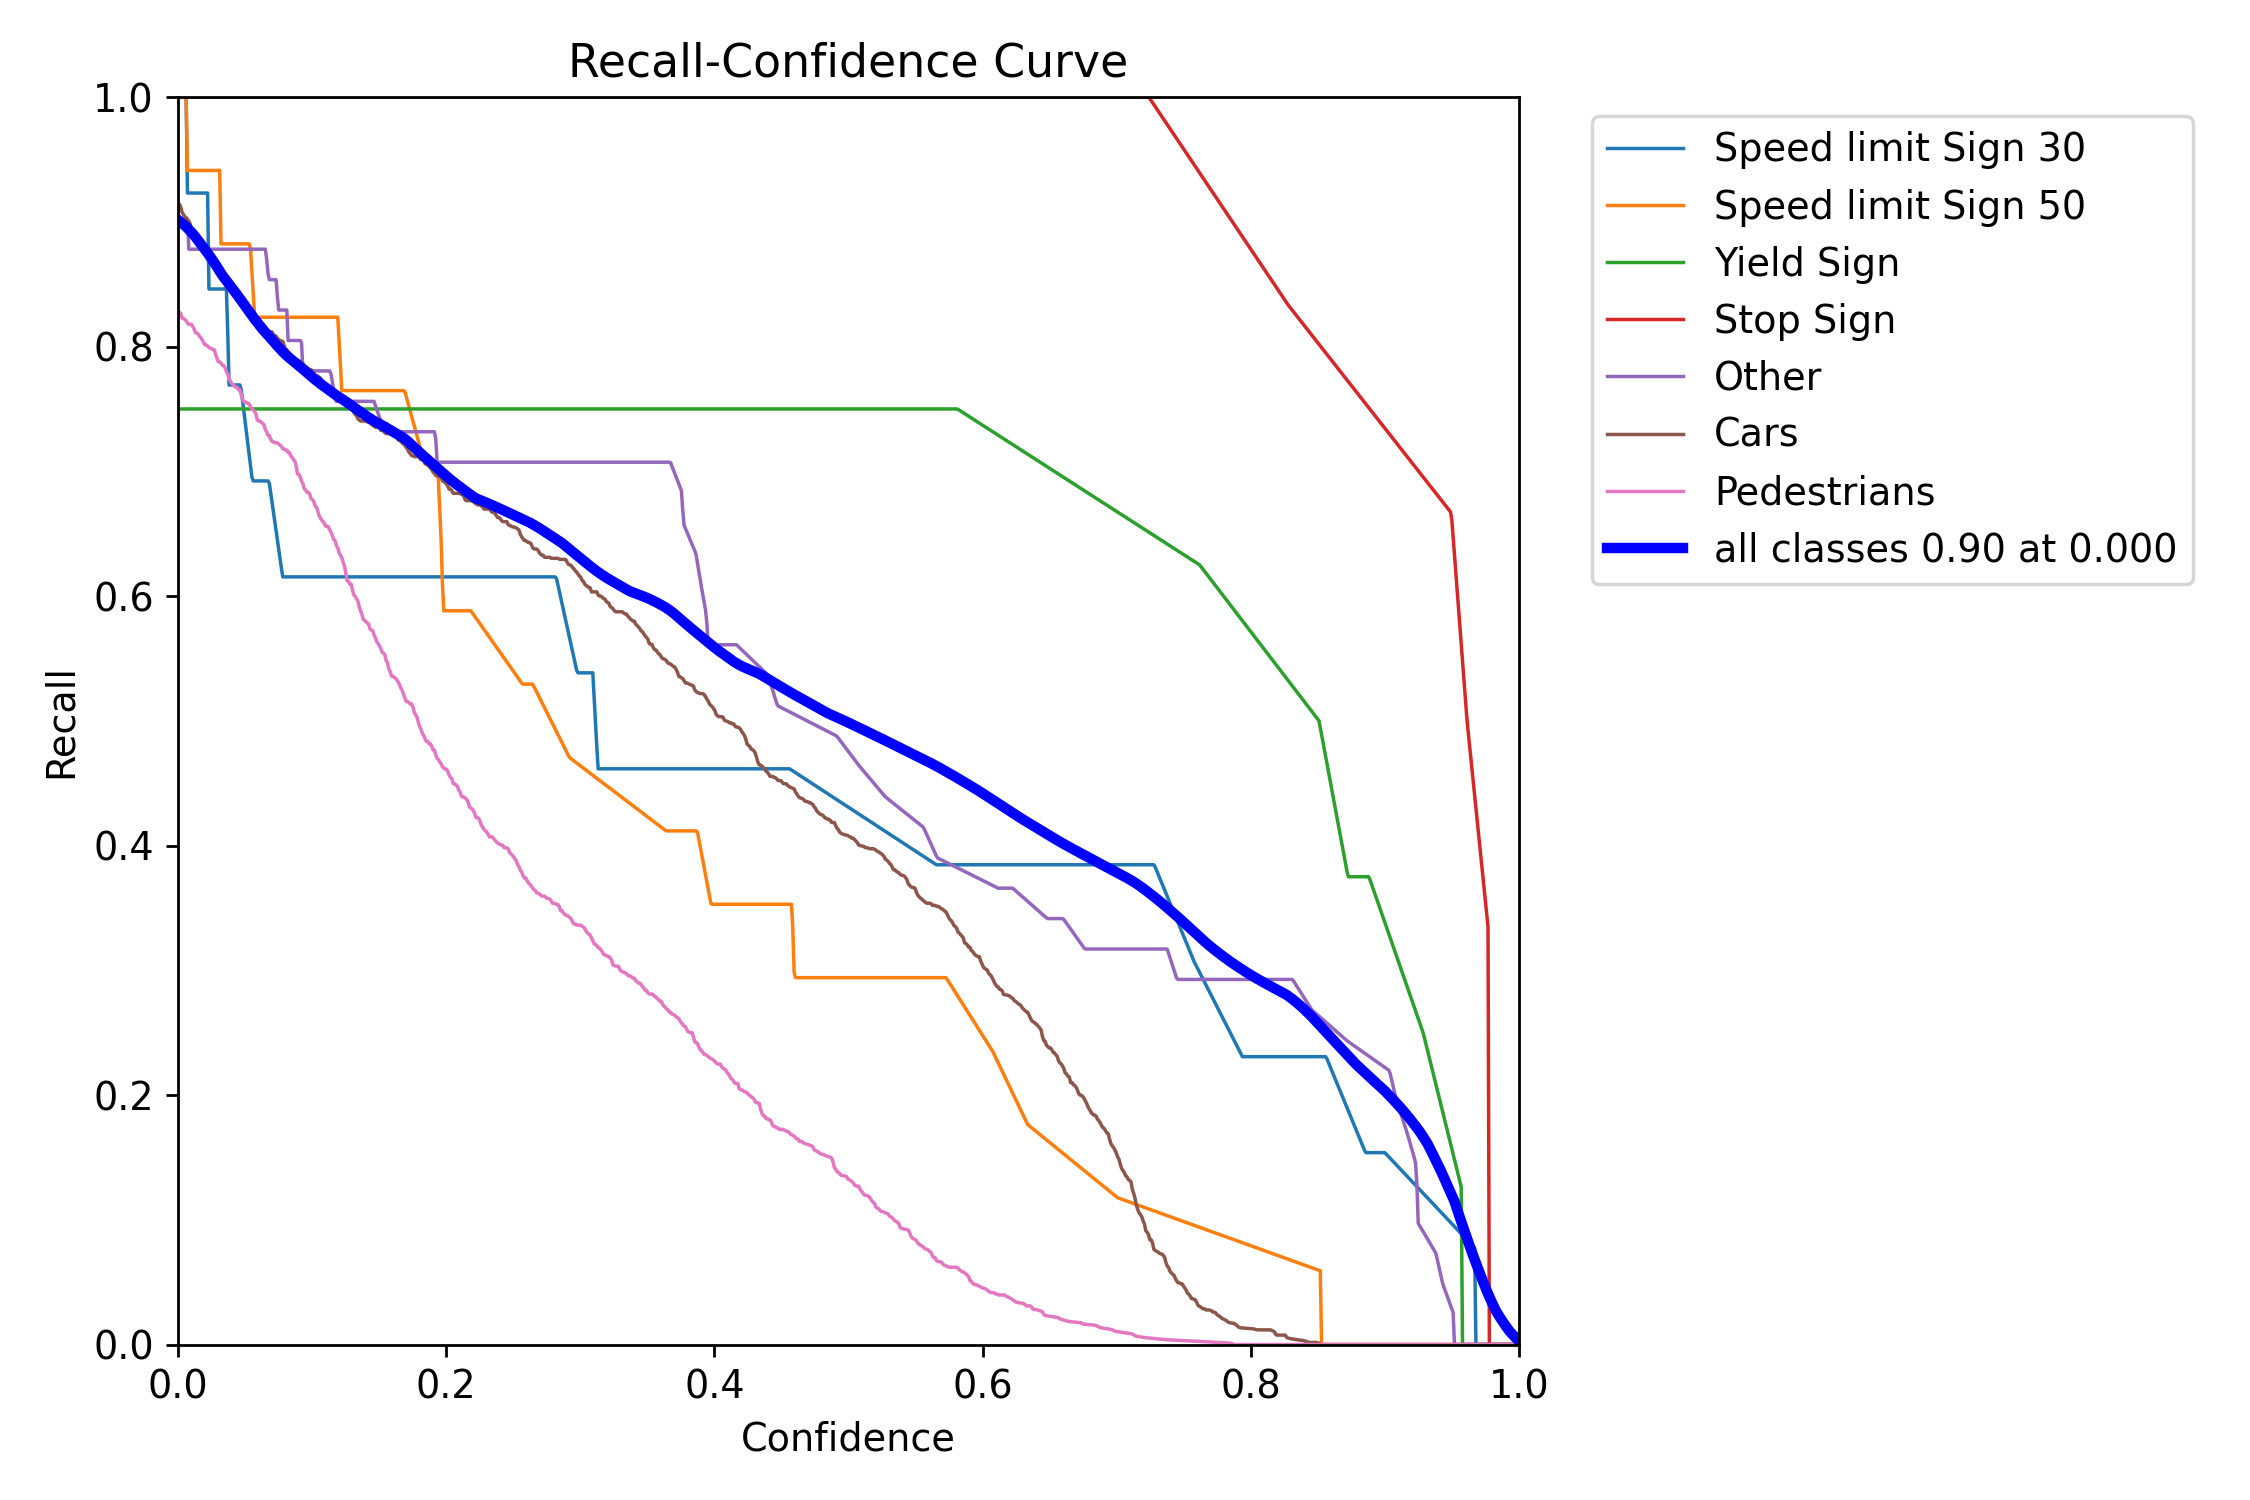 Recall-Confidence Curve
1.0
0.8
0.6
0.4
0.2
0.0
Recall
0.0 0.2 0.4 0.6 0.8 1.0
Confidence
Speed limit Sign 30
Speed limit Sign 50
Yield Sign
Stop Sign
Other
Cars
Pedestrians
all classes 0.90 at 0.000